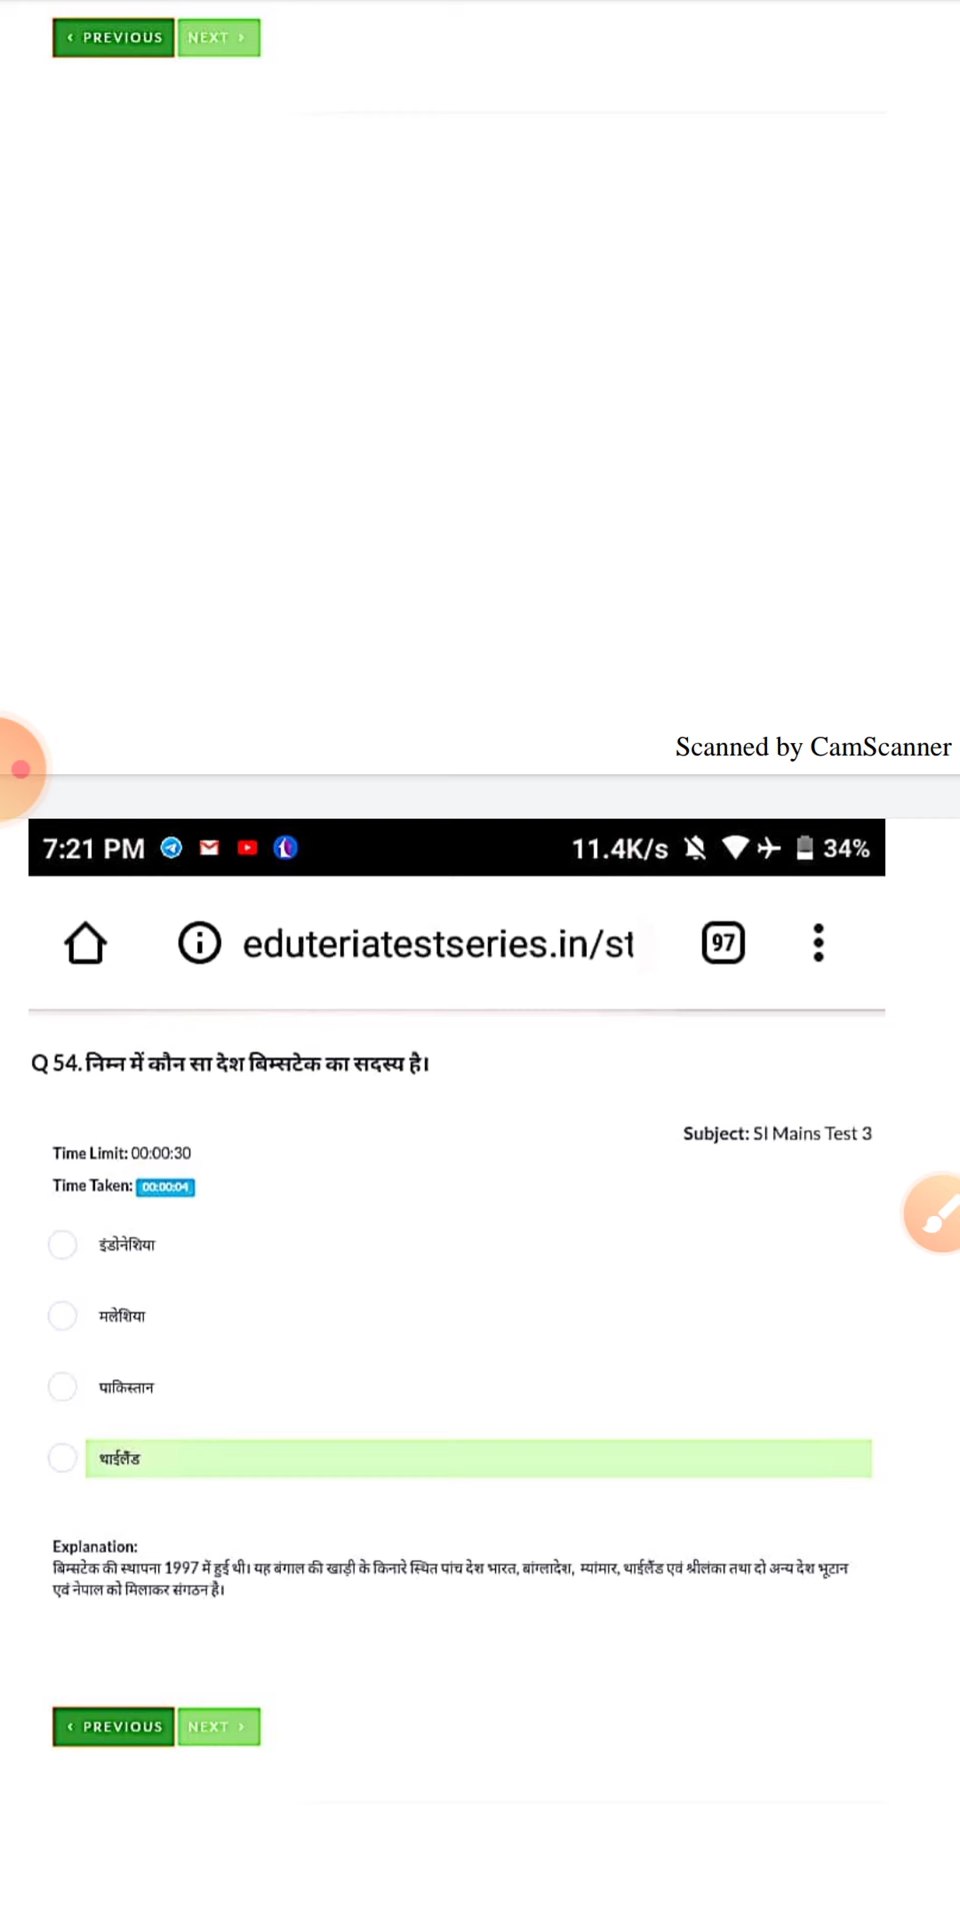 ‹ PREVIOUS NEXT ›
Scanned by CamScanner
7:21 PM 11.4K/s 34%
eduteriatestseries.in/st 97
Q 54. निम्न में कौन सा देश बिम्सटेक का सदस्य है।
Subject: SI Mains Test 3
Time Limit: 00:00:30
Time Taken: 00:00:04
इंडोनेशिया
मलेशिया
पाकिस्तान
थाईलैंड
Explanation:
बिम्सटेक की स्थापना 1997 में हुई थी। यह बंगाल की खाड़ी के किनारे स्थित पांच देश भारत, बांग्लादेश, म्यांमार, थाईलैंड एवं श्रीलंका तथा दो अन्य देश भूटान
एवं नेपाल को मिलाकर संगठन है।
‹ PREVIOUS NEXT ›